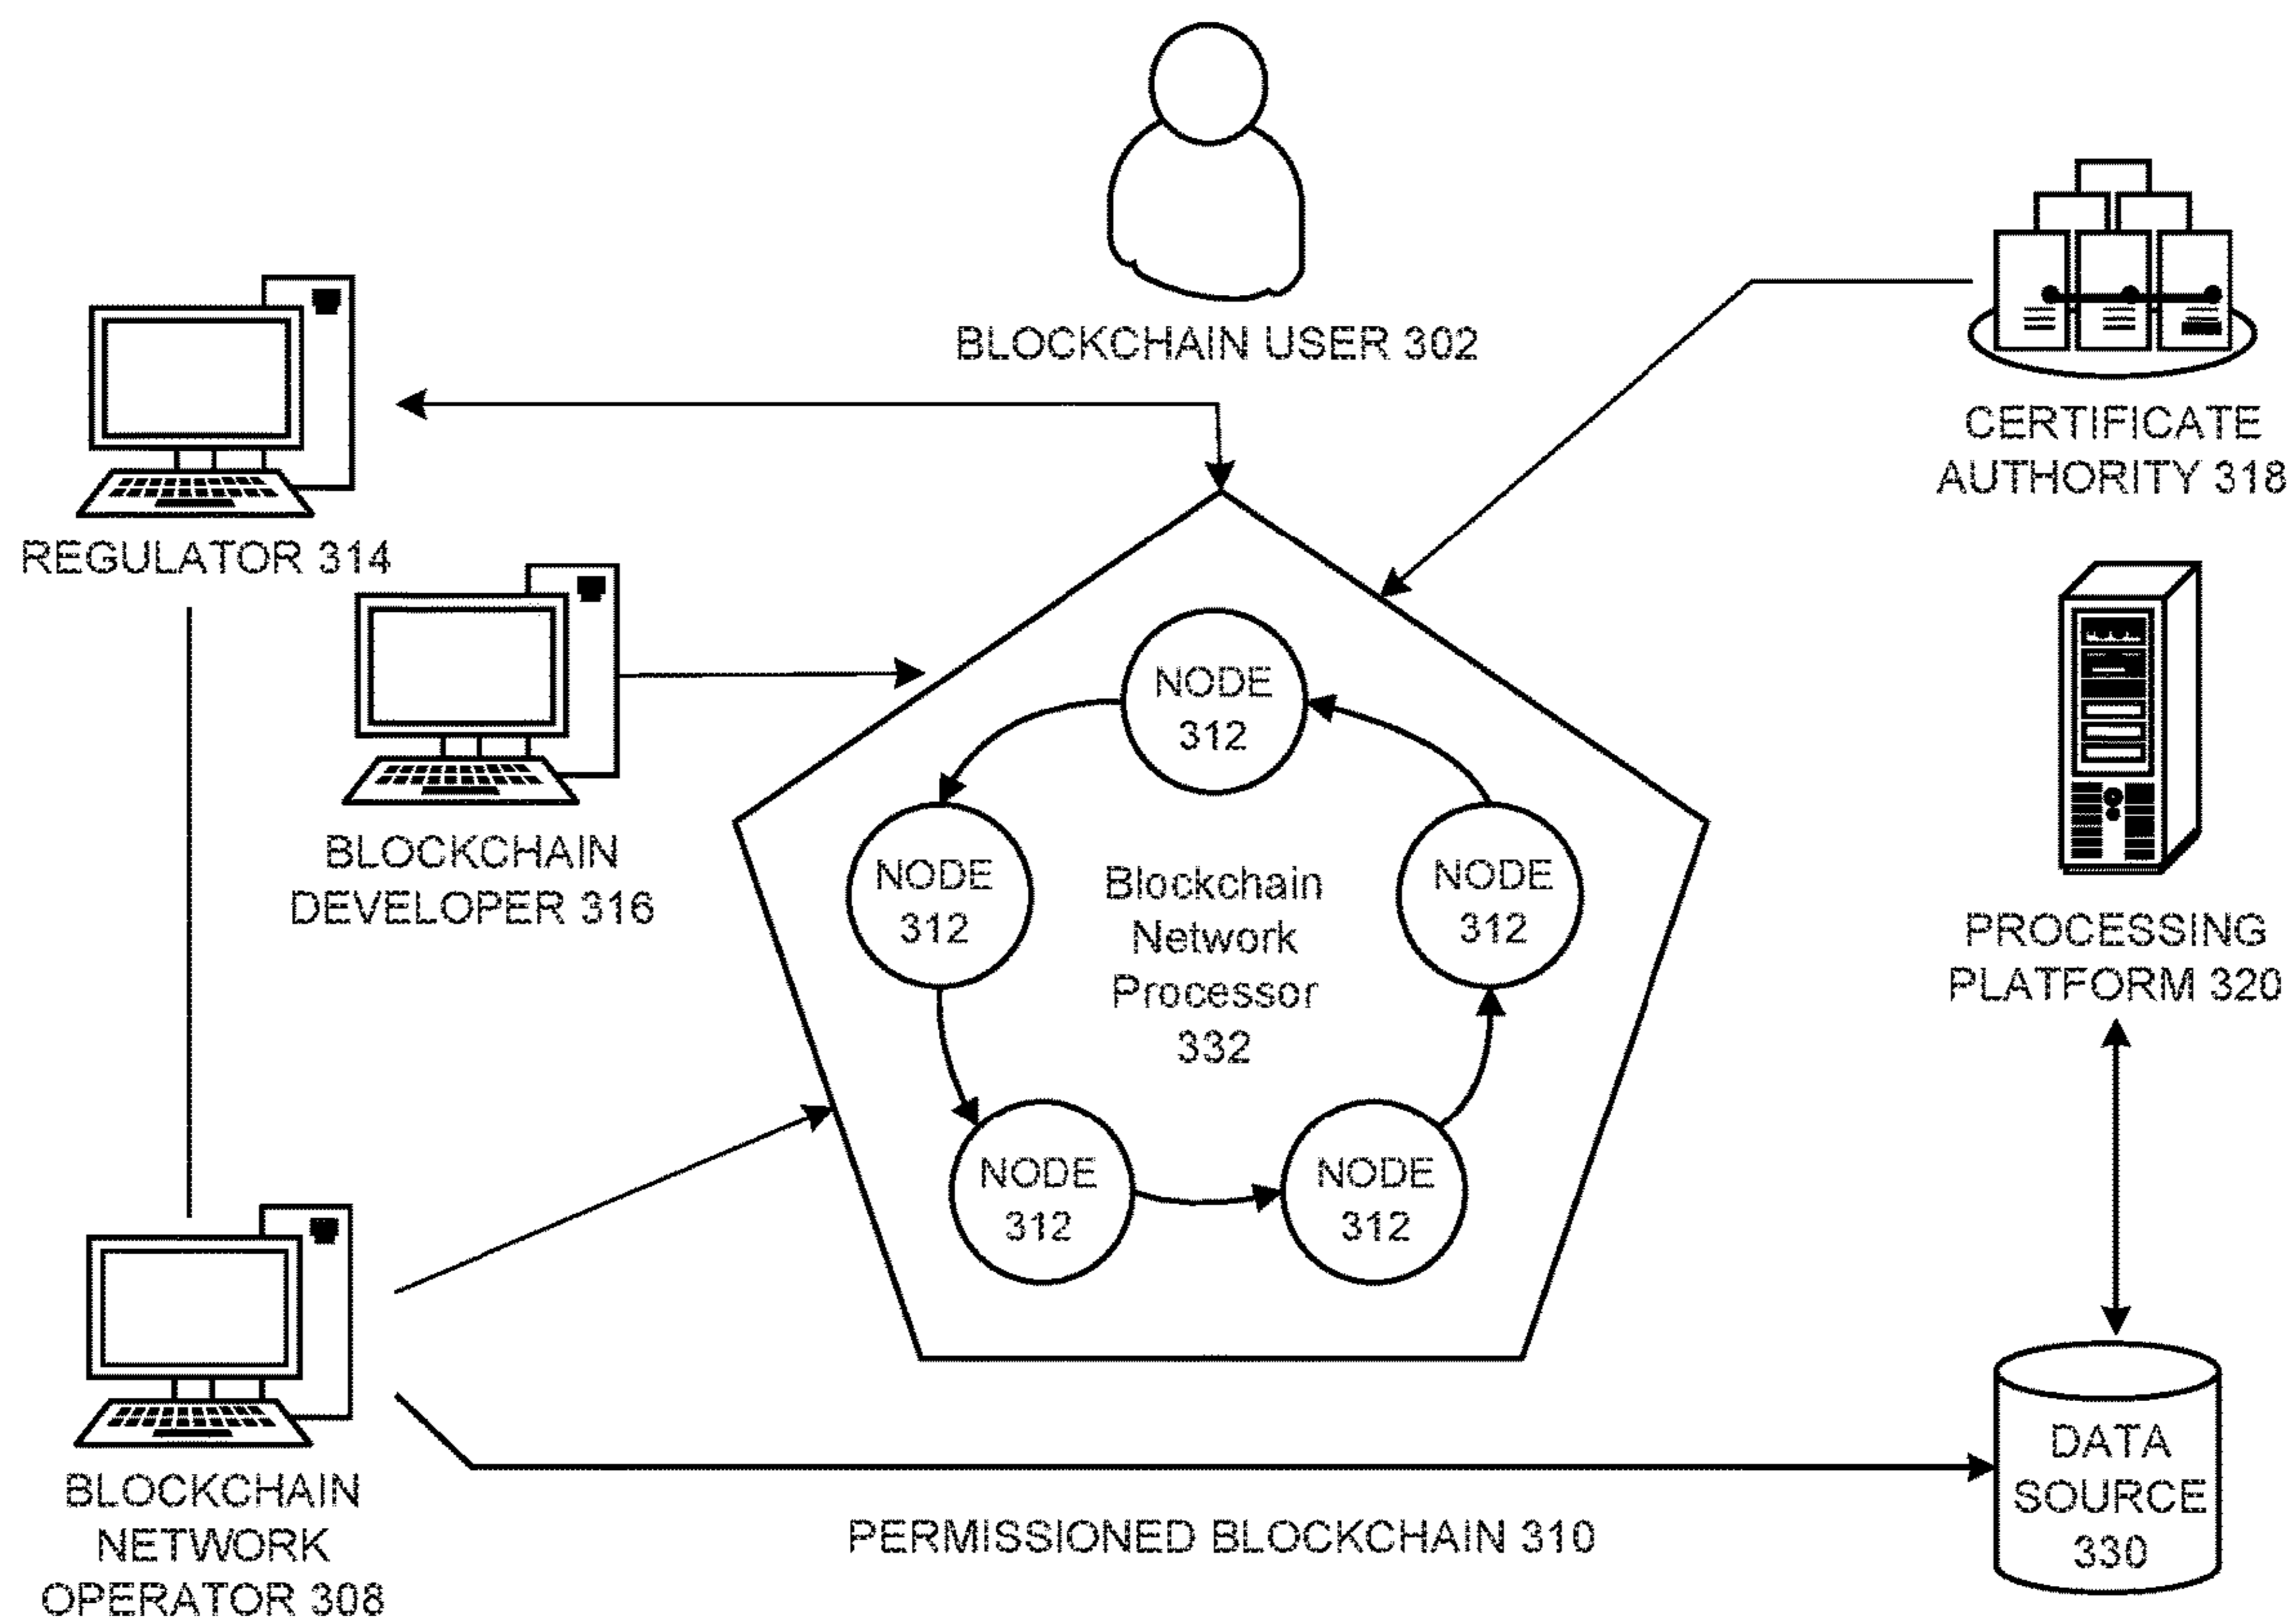 BLOCKCHAIN USER 302
CERTIFICATE
AUTHORITY 318
REGULATOR 314
BLOCKCHAIN
DEVELOPER 316
NODE
312
NODE
312
Blockchain
Network
Processor
332
NODE
312
NODE
312
NODE
312
PROCESSING
PLATFORM 320
BLOCKCHAIN
NETWORK
OPERATOR 308
PERMISSIONED BLOCKCHAIN 310
DATA
SOURCE
330